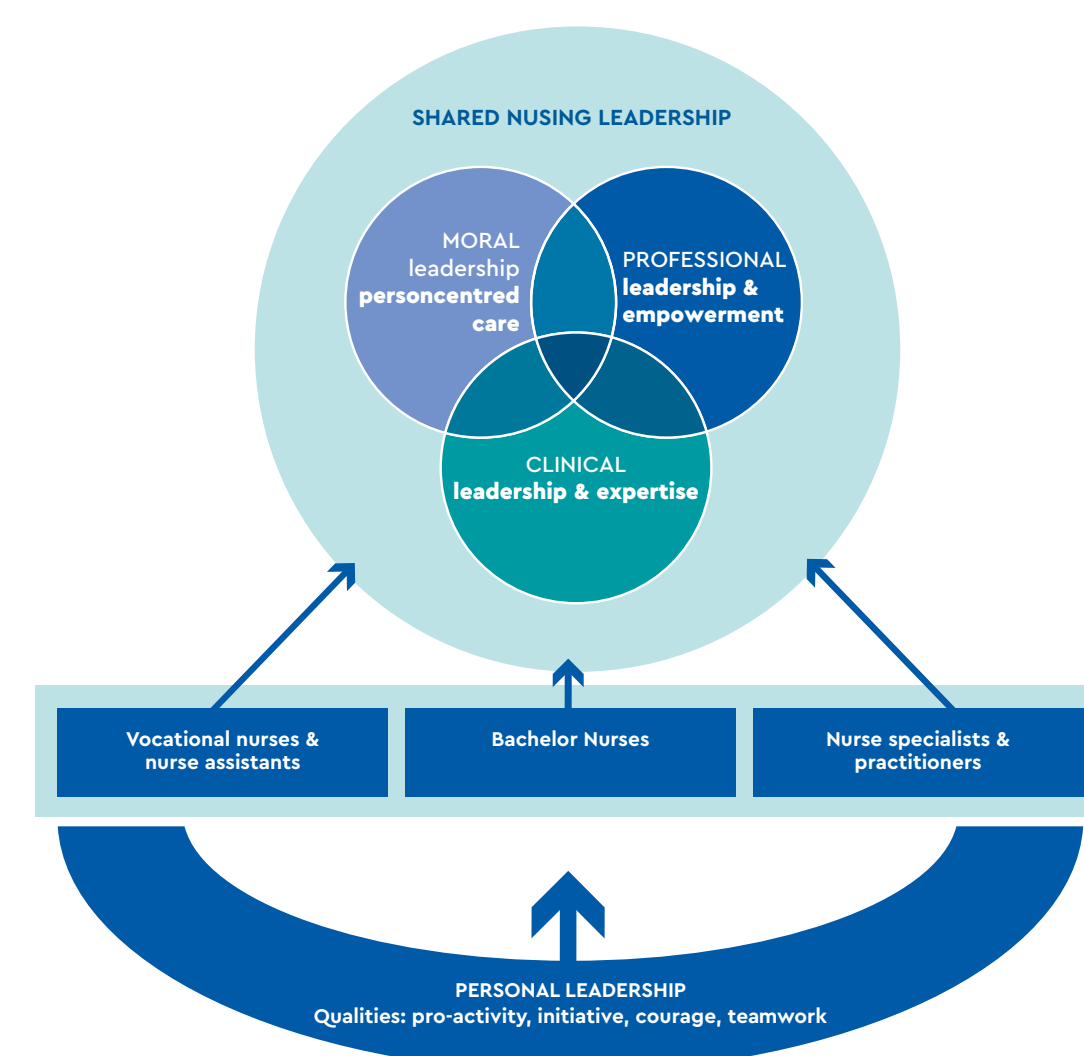 SHARED NUSING LEADERSHIP
MORAL
leadership
personcentred
care
PROFESSIONAL
leadership &
empowerment
CLINICAL
leadership & expertise
Vocational nurses &
nurse assistants
Bachelor Nurses
Nurse specialists &
practitioners
PERSONAL LEADERSHIP
Qualities: pro-activity, initiative, courage, teamwork